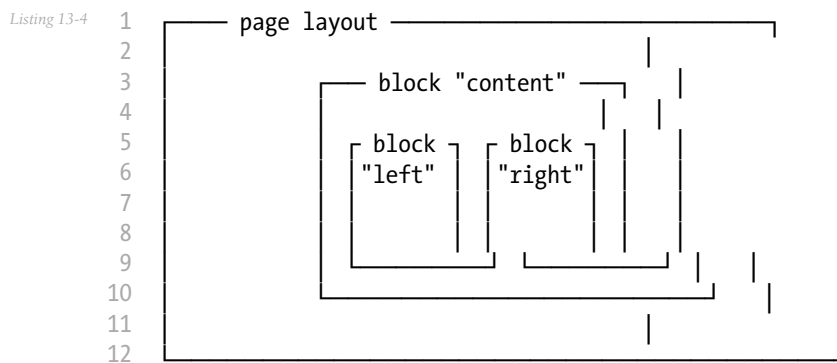 Listing 13-4
1 page layout
2
3 block "content"
4
5 block block
6 "left" "right"
7
8
9
10
11
12